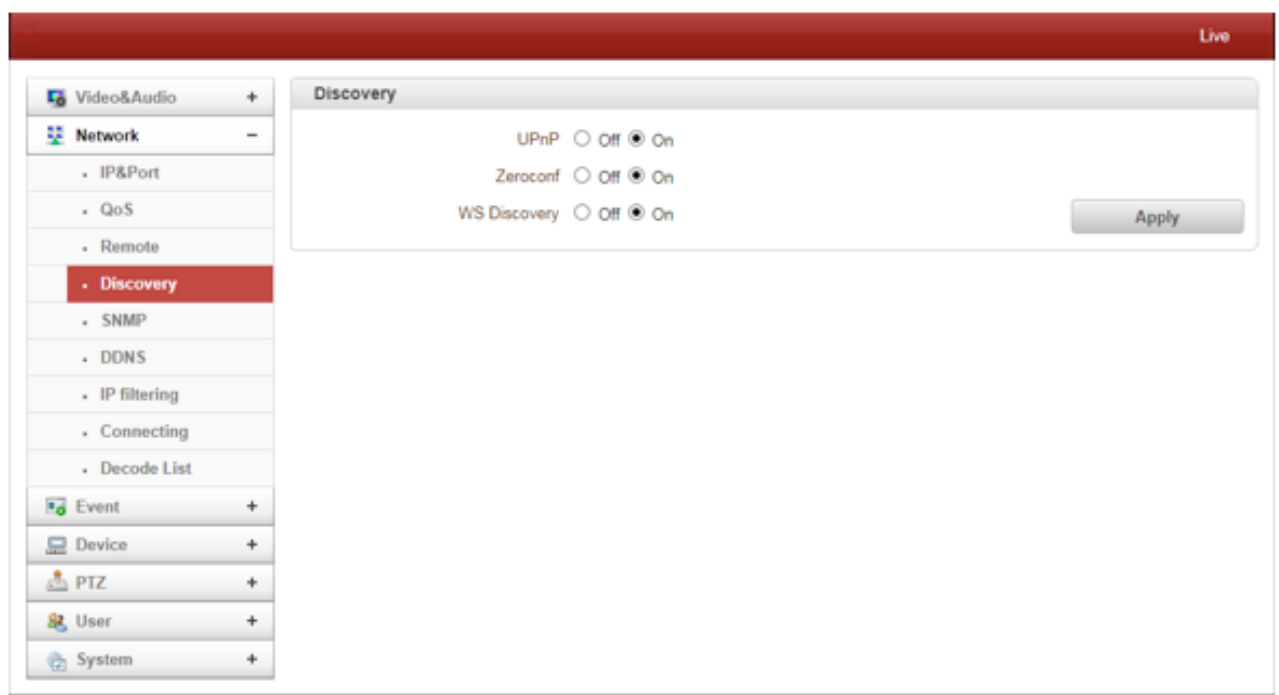 Live
Video&Audio +
Network −
IP&Port
QoS
Remote
Discovery
SNMP
DDNS
IP filtering
Connecting
Decode List
Event +
Device +
PTZ +
User +
System +
Discovery
UPnP Off On
Zeroconf Off On
WS Discovery Off On
Apply